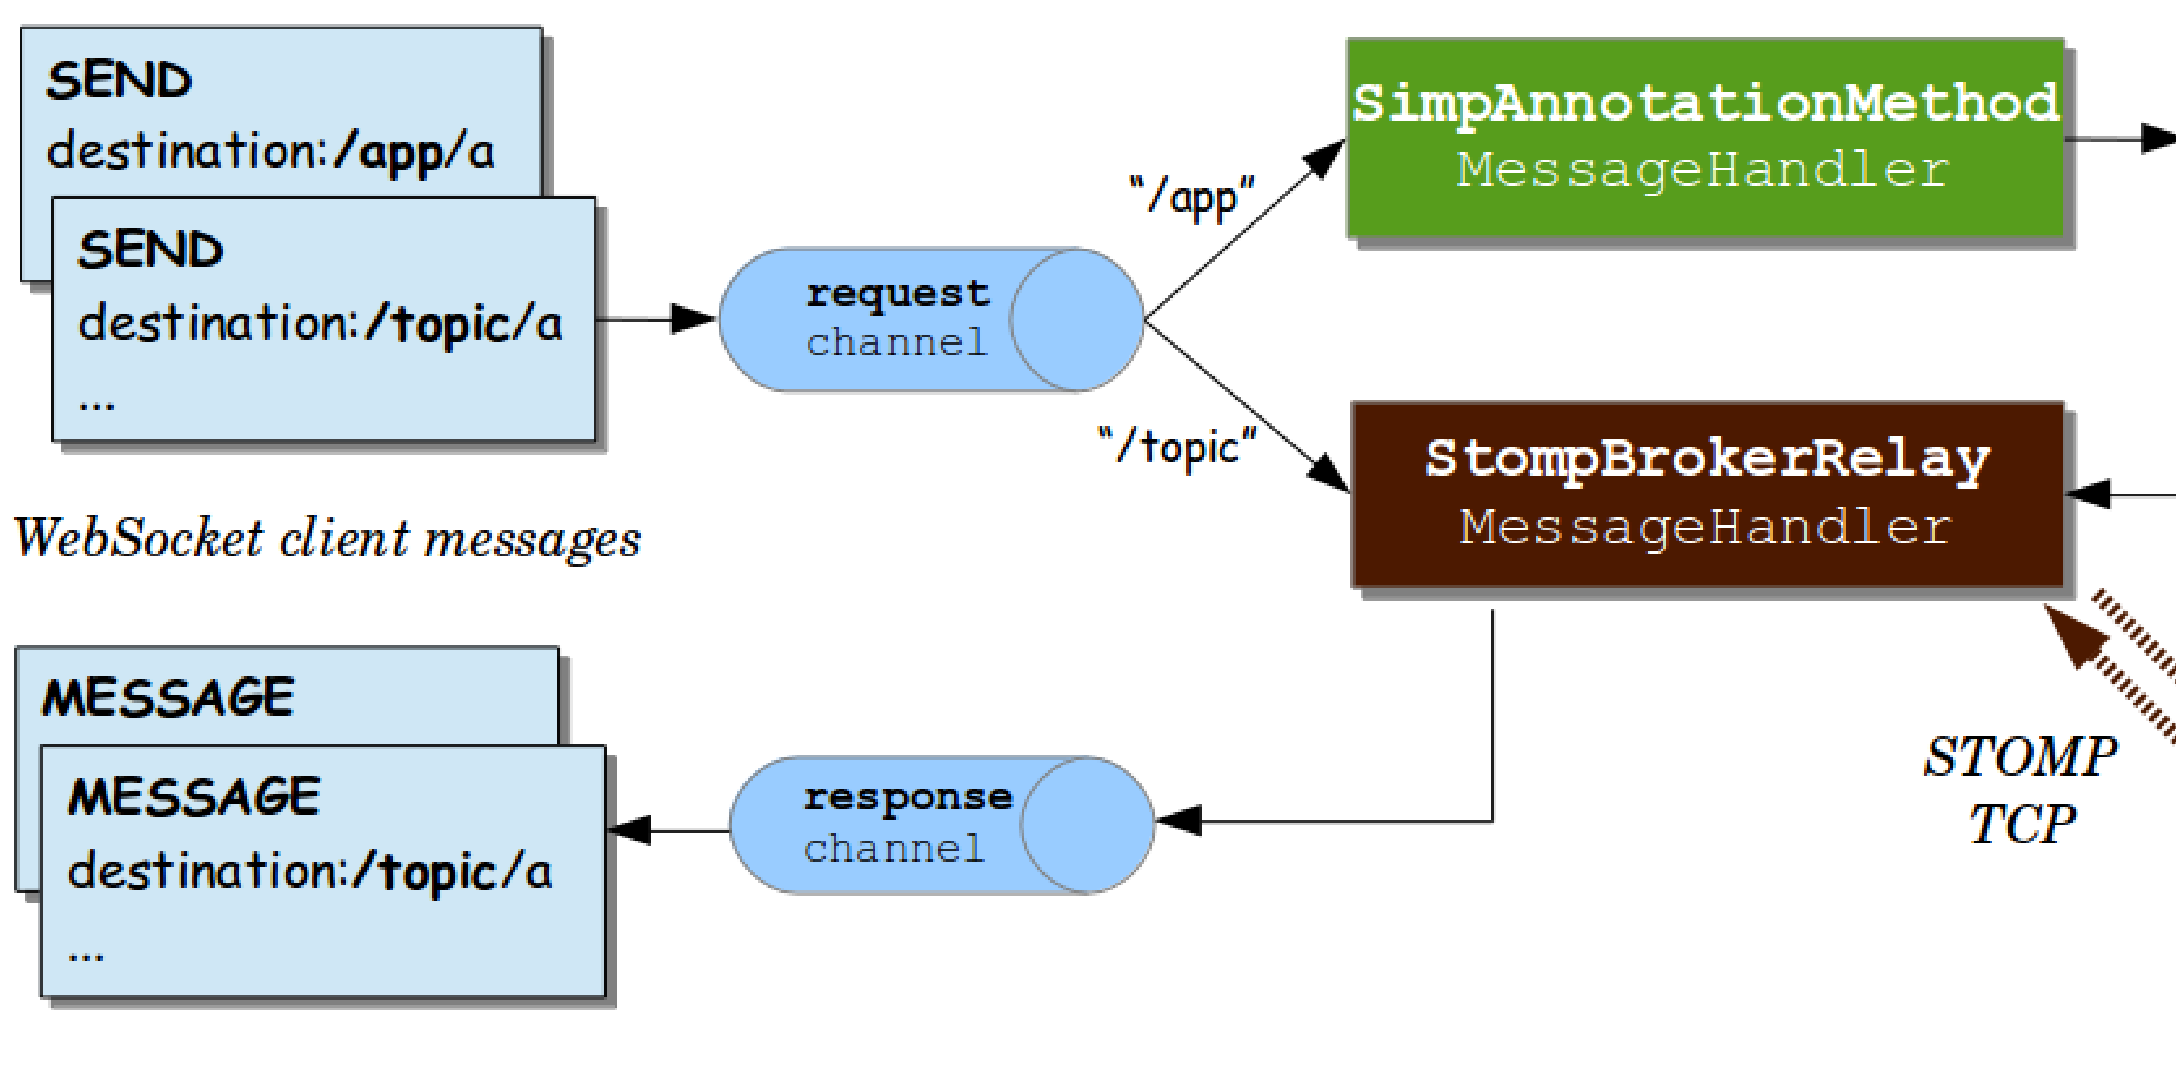 SEND
destination:/app/a
SEND
destination:/topic/a
...
WebSocket client messages
request
channel
“/app”
“/topic”
SimpAnnotationMethod
MessageHandler
StompBrokerRelay
MessageHandler
MESSAGE
MESSAGE
destination:/topic/a
...
response
channel
STOMP
TCP